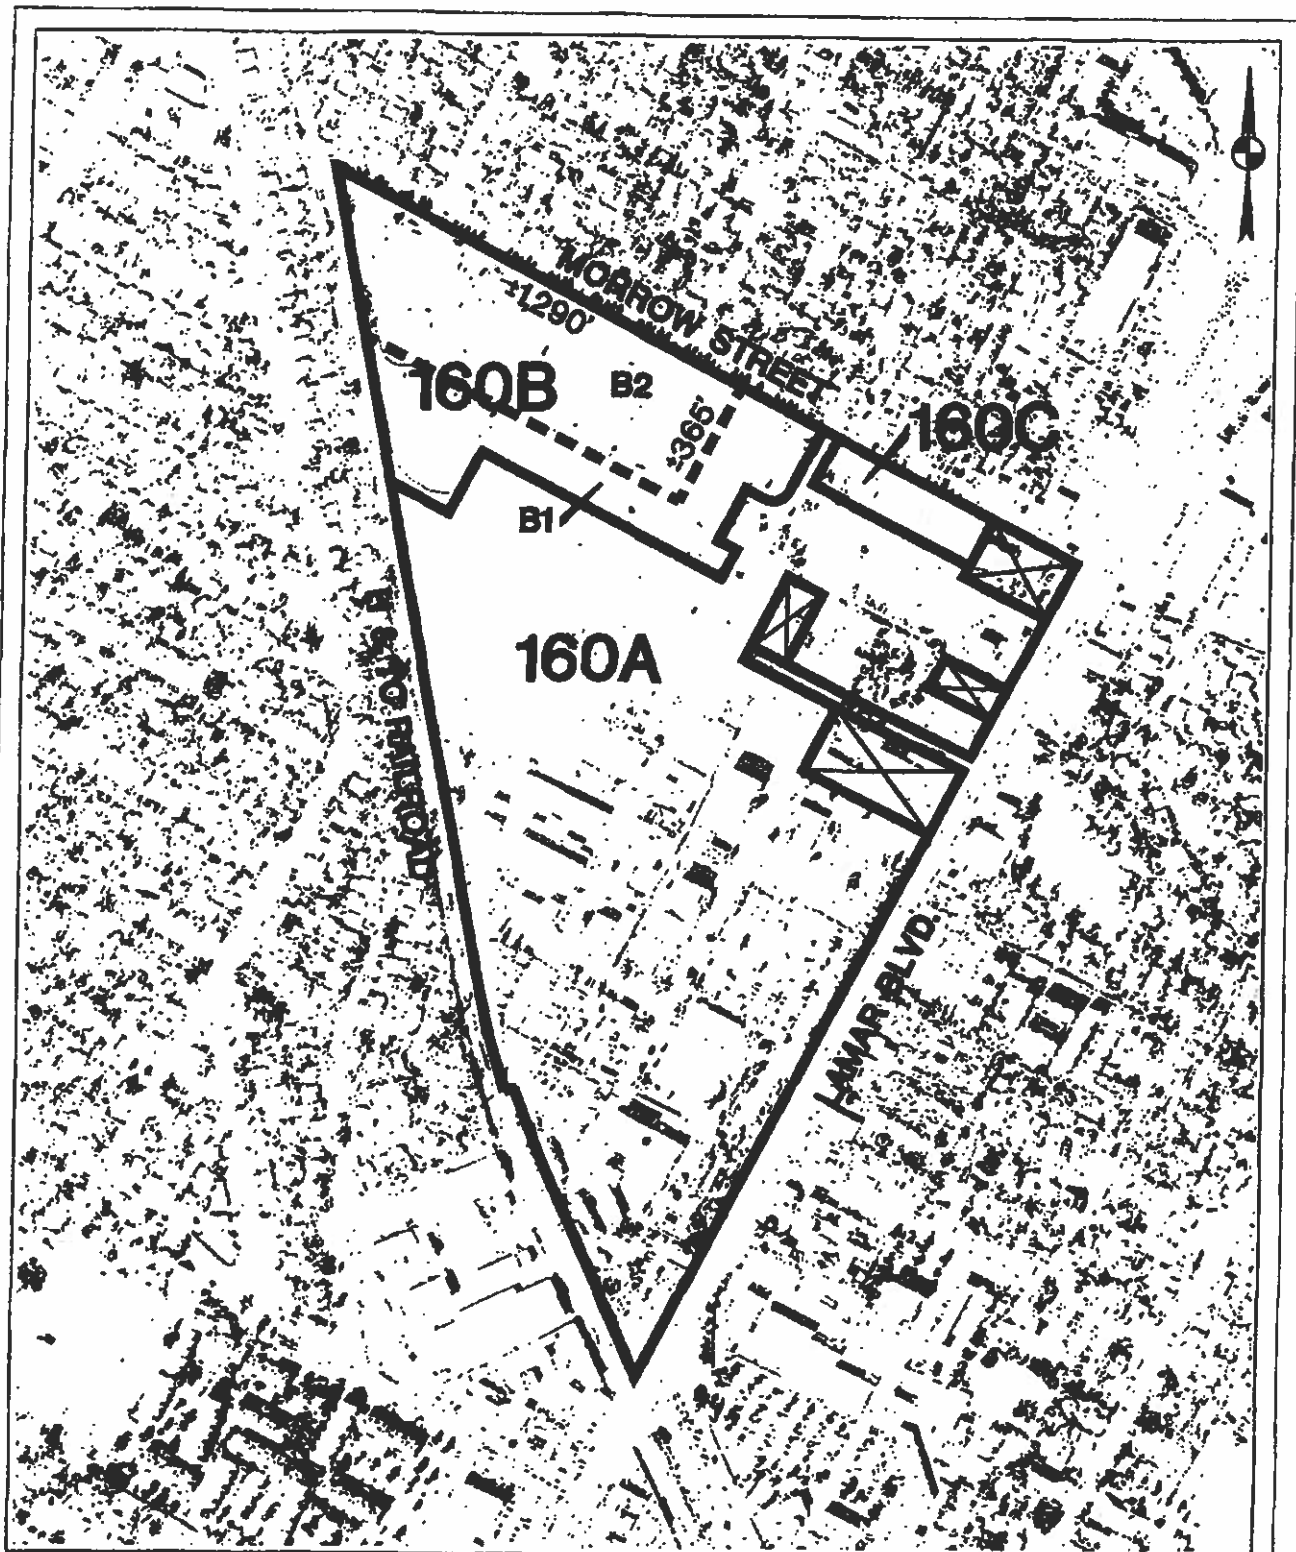 MORROW STREET
±1290'
160B
B2
±365'
160C
B1
160A
RAILROAD
LAMAR BLVD.